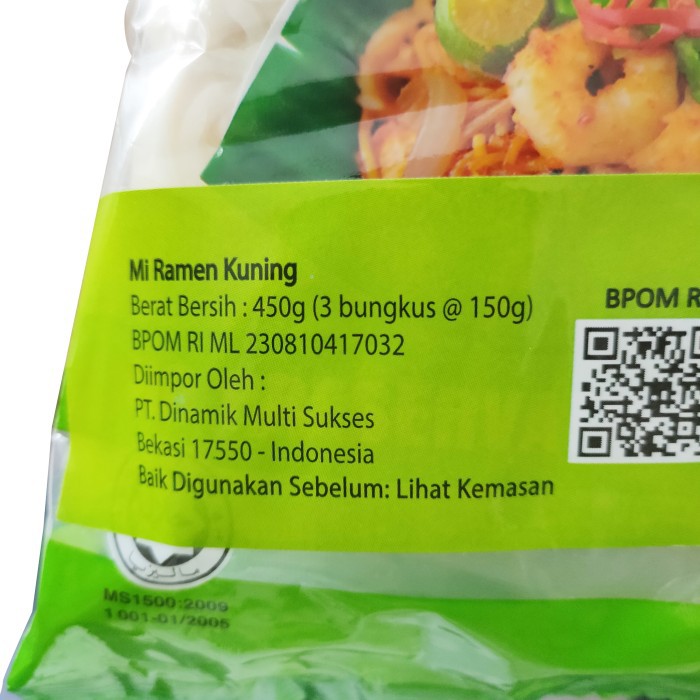 Mi Ramen Kuning
Berat Bersih : 450g (3 bungkus @ 150g)
BPOM RI ML 230810417032
Diimpor Oleh :
PT. Dinamik Multi Sukses
Bekasi 17550 - Indonesia
Baik Digunakan Sebelum: Lihat Kemasan
BPOM R
MS1500:2009
1 001-01/2005